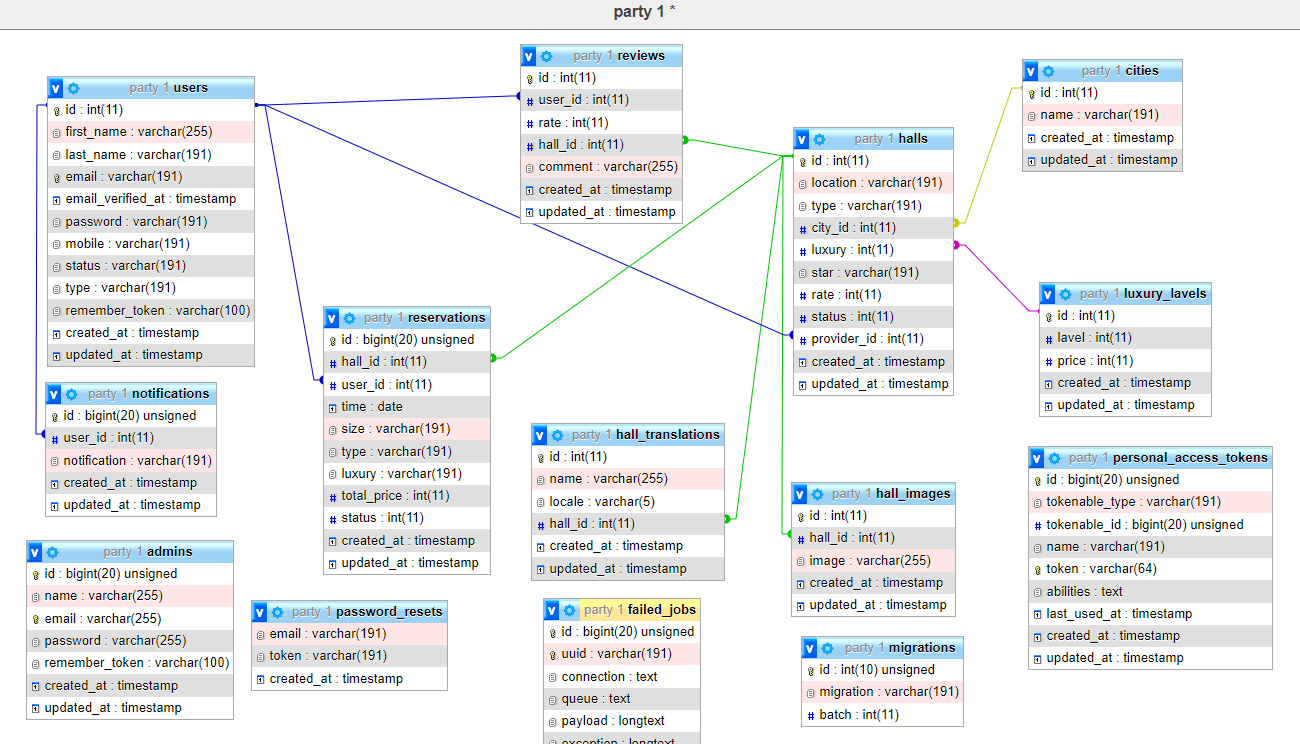 party 1 *
party 1 users
id : int(11)
first_name : varchar(255)
last_name : varchar(191)
email : varchar(191)
email_verified_at : timestamp
password : varchar(191)
mobile : varchar(191)
status : varchar(191)
type : varchar(191)
remember_token : varchar(100)
created_at : timestamp
updated_at : timestamp
party 1 notifications
id : bigint(20) unsigned
user_id : int(11)
notification : varchar(191)
created_at : timestamp
updated_at : timestamp
party 1 admins
id : bigint(20) unsigned
name : varchar(255)
email : varchar(255)
password : varchar(255)
remember_token : varchar(100)
created_at : timestamp
updated_at : timestamp
party 1 reservations
id : bigint(20) unsigned
hall_id : int(11)
user_id : int(11)
time : date
size : varchar(191)
type : varchar(191)
luxury : varchar(191)
total_price : int(11)
status : int(11)
created_at : timestamp
updated_at : timestamp
party 1 password_resets
email : varchar(191)
token : varchar(191)
created_at : timestamp
party 1 reviews
id : int(11)
user_id : int(11)
rate : int(11)
hall_id : int(11)
comment : varchar(255)
created_at : timestamp
updated_at : timestamp
party 1 hall_translations
id : int(11)
name : varchar(255)
locale : varchar(5)
hall_id : int(11)
created_at : timestamp
updated_at : timestamp
party 1 failed_jobs
id : bigint(20) unsigned
uuid : varchar(191)
connection : text
queue : text
payload : longtext
exception : longtext
party 1 halls
id : int(11)
location : varchar(191)
type : varchar(191)
city_id : int(11)
luxury : int(11)
star : varchar(191)
rate : int(11)
status : int(11)
provider_id : int(11)
created_at : timestamp
updated_at : timestamp
party 1 hall_images
id : int(11)
hall_id : int(11)
image : varchar(255)
created_at : timestamp
updated_at : timestamp
party 1 migrations
id : int(10) unsigned
migration : varchar(191)
batch : int(11)
party 1 cities
id : int(11)
name : varchar(191)
created_at : timestamp
updated_at : timestamp
party 1 luxury_lavels
id : int(11)
lavel : int(11)
price : int(11)
created_at : timestamp
updated_at : timestamp
party 1 personal_access_tokens
id : bigint(20) unsigned
tokenable_type : varchar(191)
tokenable_id : bigint(20) unsigned
name : varchar(191)
token : varchar(64)
abilities : text
last_used_at : timestamp
created_at : timestamp
updated_at : timestamp